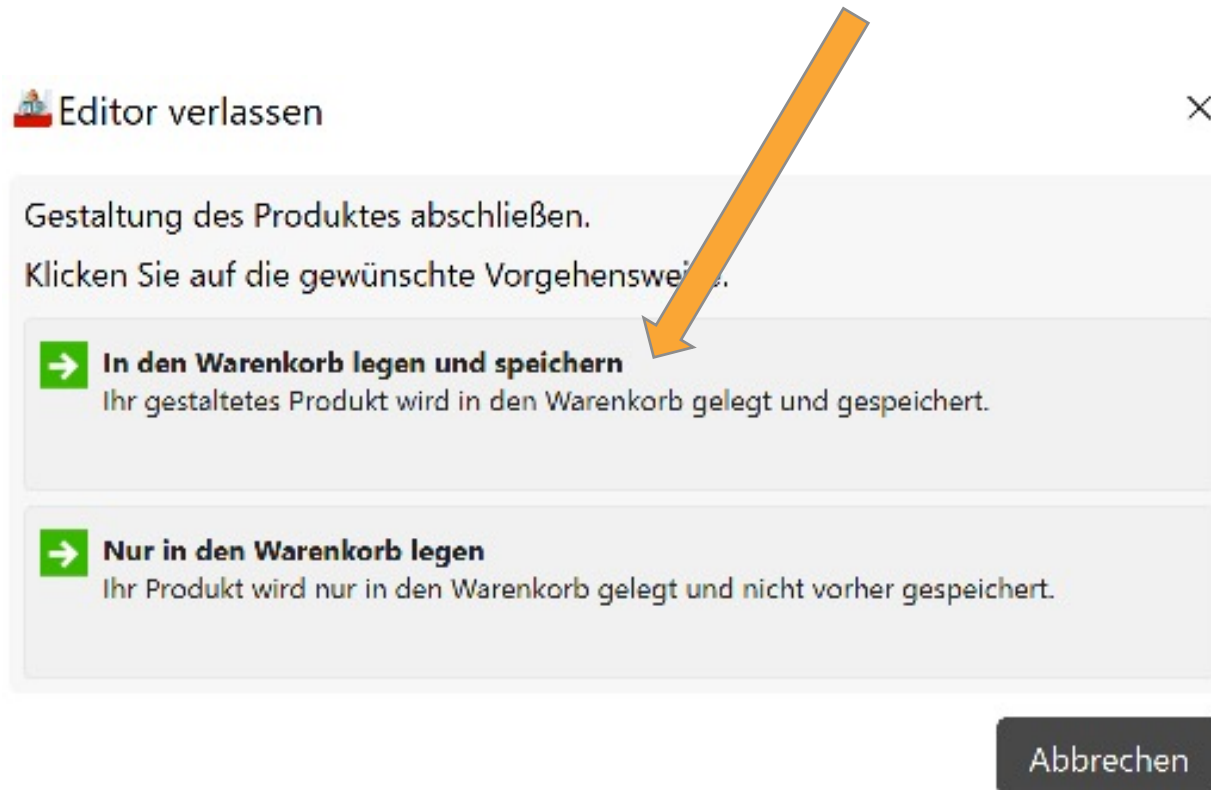 Editor verlassen
Gestaltung des Produktes abschließen.
Klicken Sie auf die gewünschte
In den Warenkorb legen und speichern
Ihr gestaltetes Produkt wird in den Warenkorb gelegt und gespeichert.
Nur in den Warenkorb legen
Ihr Produkt wird nur in den Warenkorb gelegt und nicht vorher gespeichert.
Abbrechen